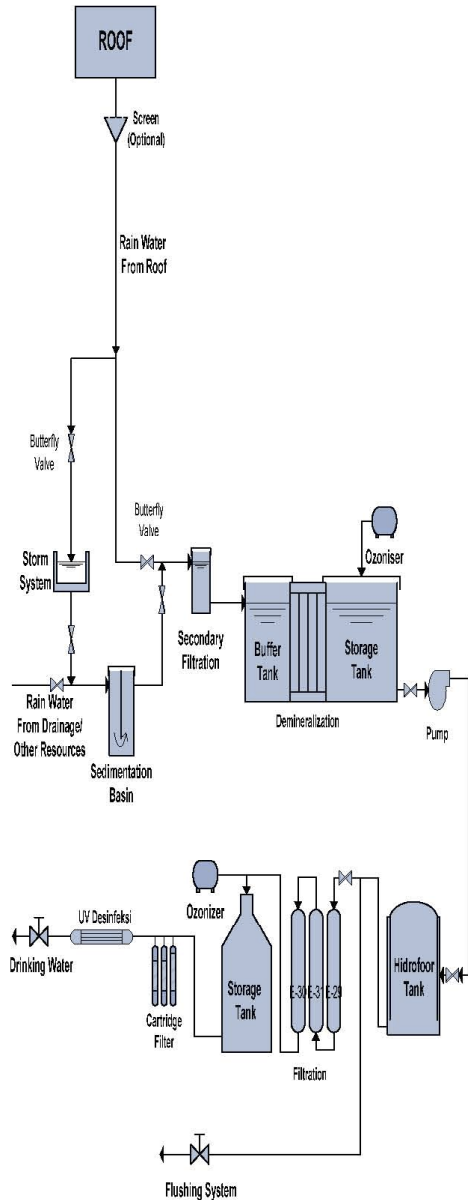 ROOF
Screen
(Optional)
Rain Water
From Roof
Butterfly
Valve
Butterfly
Valve
Ozoniser
Storm
System
Secondary
Filtration
Buffer
Tank
Storage
Tank
Demineralization
Rain Water
From Drainage/
Other Resources
Sedimentation
Basin
Pump
Ozonizer
UV Desinfeksi
Drinking Water
Cartridge
Filter
Storage
Tank
E-30
E-31
E-29
Hidrofoor
Tank
Filtration
Flushing System